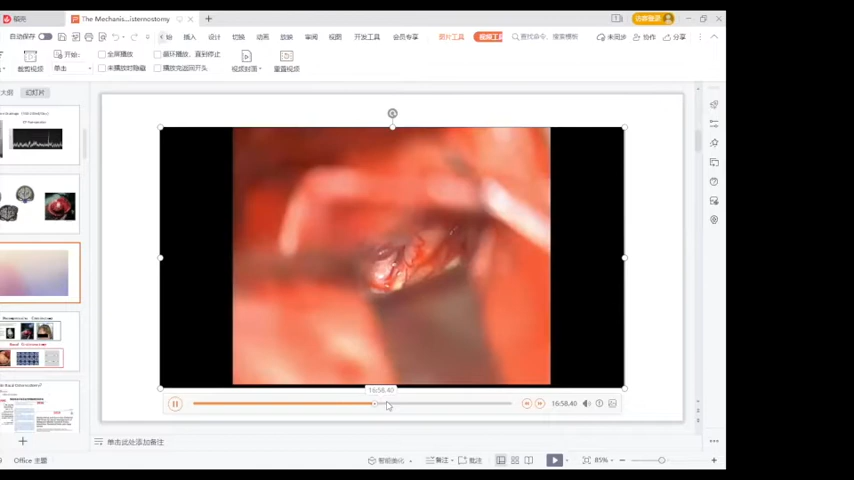 稻壳
The Mechanis...isternostomy
访客登录
自动保存
始
插入
设计
切换
动画
放映
审阅
视图
开发工具
会员专享
图片工具
视频工具
查找命令、搜索模板
未同步
协作
分享
裁剪视频
开始:
单击
全屏播放
未播放时隐藏
循环播放，直到停止
播放完返回开头
视频封面
重置视频
大纲
幻灯片
16:58.40
16:58.40
单击此处添加备注
Office 主题
智能美化
备注
批注
85%